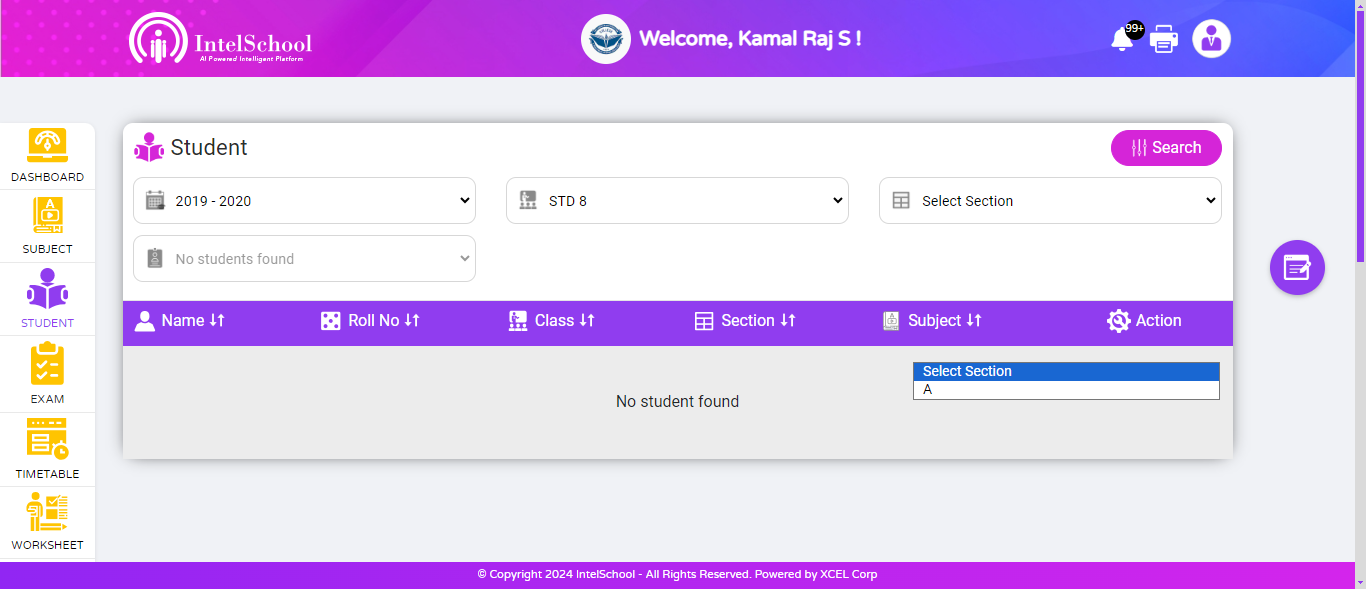 IntelSchool
AI Powered Intelligent Platform
Welcome, Kamal Raj S !
99+
DASHBOARD
SUBJECT
STUDENT
EXAM
TIMETABLE
WORKSHEET
Student
Search
2019 - 2020
STD 8
Select Section
No students found
Name
Roll No
Class
Section
Subject
Action
Select Section
A
No student found
© Copyright 2024 IntelSchool - All Rights Reserved. Powered by XCEL Corp